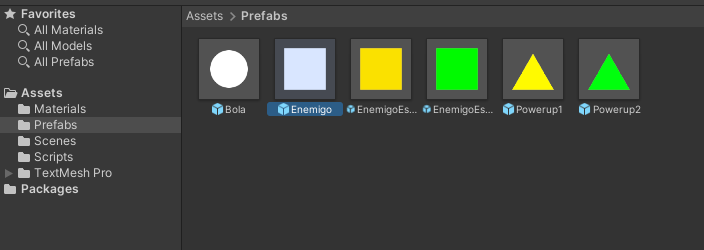 Favorites
All Materials
All Models
All Prefabs
Assets
Materials
Prefabs
Scenes
Scripts
TextMesh Pro
Packages
Assets > Prefabs
Bola
Enemigo
EnemigoEs...
EnemigoEs...
Powerup1
Powerup2